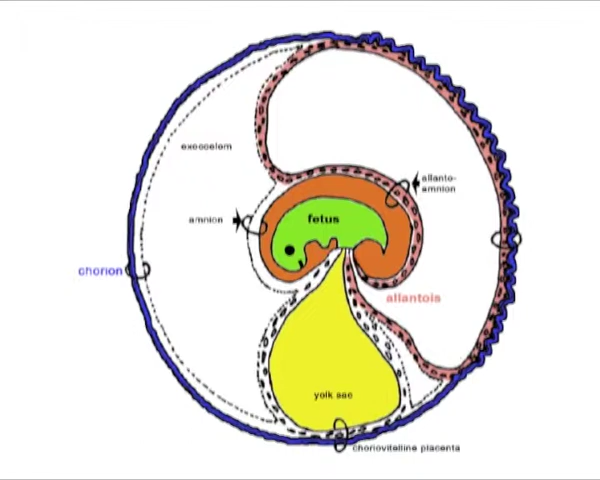 exocoelom
allanto-
amnion
amnion
fetus
chorion
allantois
yolk sac
choriovitelline placenta